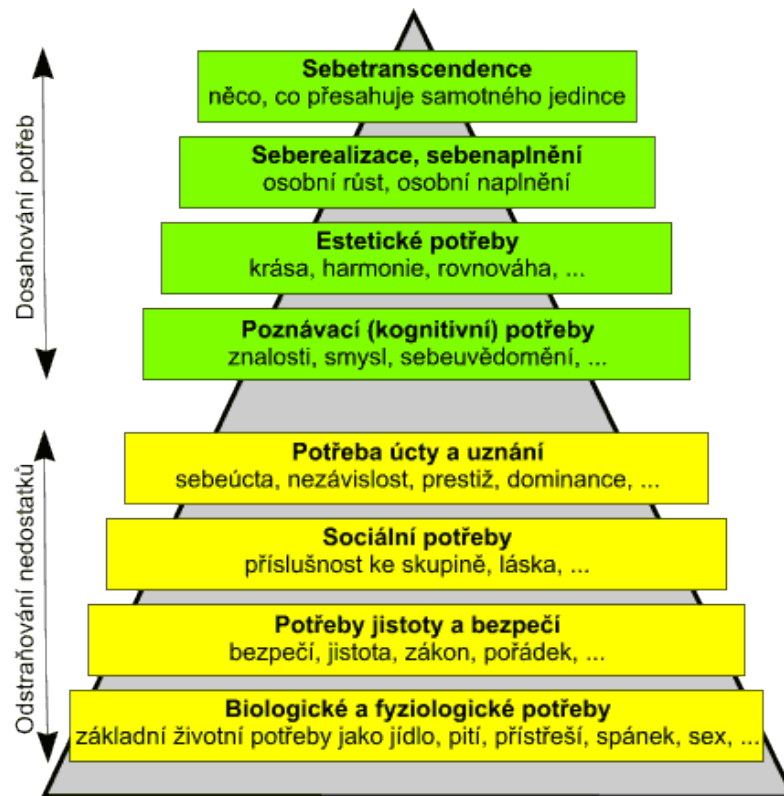 Dosahování potřeb
Sebetranscendence
něco, co přesahuje samotného jedince
Seberealizace, sebenaplnění
osobní růst, osobní naplnění
Estetické potřeby
krása, harmonie, rovnováha, ...
Poznávací (kognitivní) potřeby
znalosti, smysl, sebeuvědomění, ...
Odstraňování nedostatků
Potřeba úcty a uznání
sebeúcta, nezávislost, prestiž, dominance, ...
Sociální potřeby
příslušnost ke skupině, láska, ...
Potřeby jistoty a bezpečí
bezpečí, jistota, zákon, pořádek, ...
Biologické a fyziologické potřeby
základní životní potřeby jako jídlo, pití, přístřeší, spánek, sex, ...